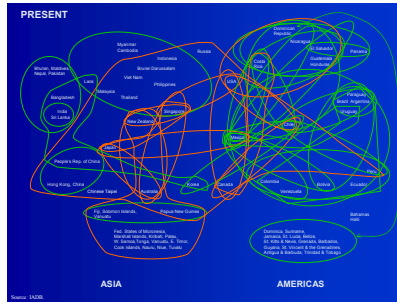 PRESENT
Myanmar
Cambodia
Indonesia
Brunei Darussalam
Viet Nam
Philippines
Malaysia
Thailand
Russia
Bhutan, Maldives,
Nepal, Pakistan
Laos
Bangladesh
India
Sri Lanka
Singapore
New Zealand
Japan
People's Rep. of China
Hong Kong, China
Chinese Taipei
Australia
Korea
Canada
USA
Mexico
Chile
Costa
Rica
Dominican
Republic
Nicaragua
El Salvador
Guatemala
Honduras
Panama
Paraguay
Brazil Argentina
Uruguay
Peru
Colombia
Venezuela
Bolivia
Ecuador
Bahamas
Haiti
Fiji, Solomon Islands,
Vanuatu
Papua New Guinea
Fed. States of Micronesia,
Marshall Islands, Kiribati, Palau,
W. Samoa, Tonga, Vanuatu, E. Timor,
Cook Islands, Nauru, Niue, Tuvalu
Dominica, Suriname,
Jamaica, St. Lucia, Belize,
St. Kitts & Nevis, Grenada, Barbados,
Guyana, St. Vincent & the Grenadines,
Antigua & Barbuda, Trinidad & Tobago
ASIA
AMERICAS
Source: IADB.